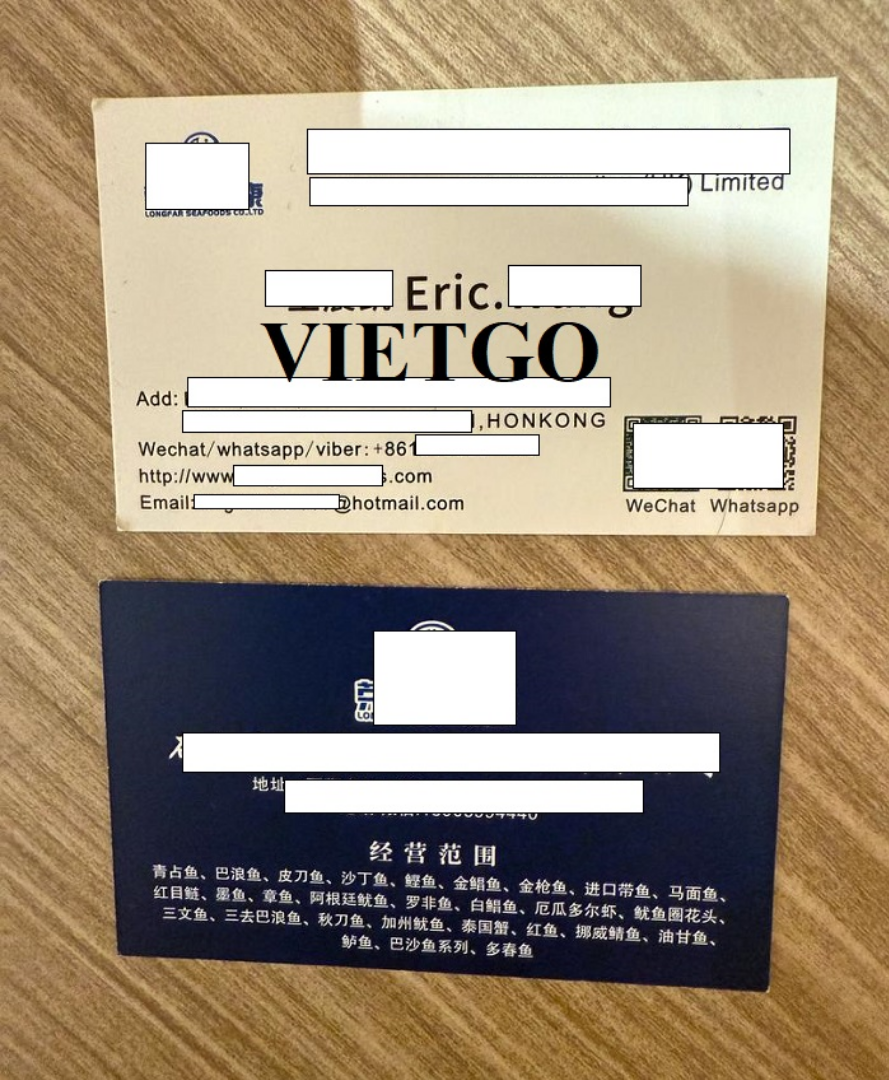 LONGFAR SEAFOODS CO.,LTD
Limited
Eric.
VIETGO
Add:
,HONKONG
Wechat/whatsapp/viber:+861
http://www s.com
Email: @hotmail.com
WeChat Whatsapp
地址
经营范围
青占鱼、巴浪鱼、皮刀鱼、沙丁鱼、鲣鱼、金鲳鱼、金枪鱼、进口带鱼、马面鱼、
红目鲢、墨鱼、章鱼、阿根廷鱿鱼、罗非鱼、白鲳鱼、厄瓜多尔虾、鱿鱼圈花头、
三文鱼、三去巴浪鱼、秋刀鱼、加州鱿鱼、泰国蟹、红鱼、挪威鲭鱼、油甘鱼、
鲈鱼、巴沙鱼系列、多春鱼